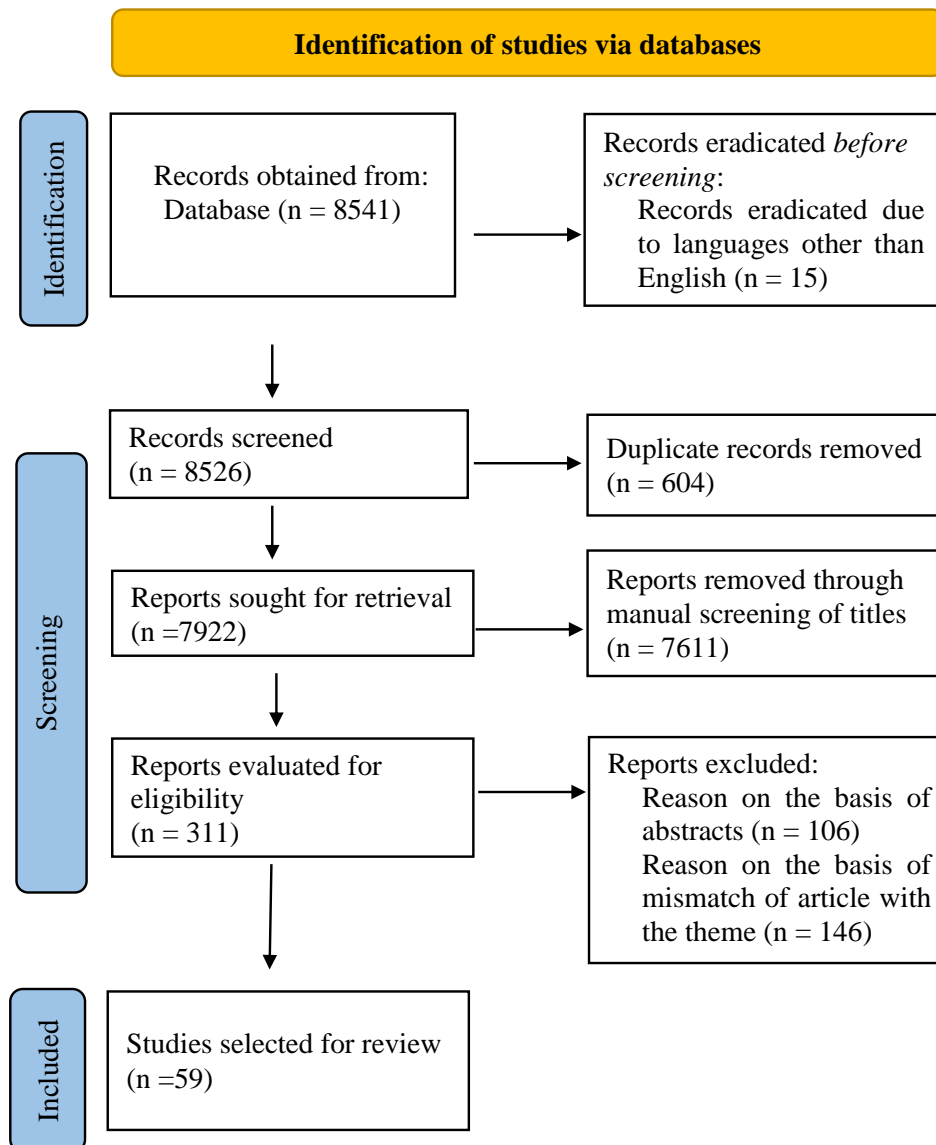 Identification of studies via databases
Identification
Records obtained from:
Database (n = 8541)
Records eradicated before
screening:
Records eradicated due
to languages other than
English (n = 15)
Screening
Records screened
(n = 8526)
Duplicate records removed
(n = 604)
Reports sought for retrieval
(n =7922)
Reports removed through
manual screening of titles
(n = 7611)
Reports evaluated for
eligibility
(n = 311)
Reports excluded:
Reason on the basis of
abstracts (n = 106)
Reason on the basis of
mismatch of article with
the theme (n = 146)
Included
Studies selected for review
(n =59)